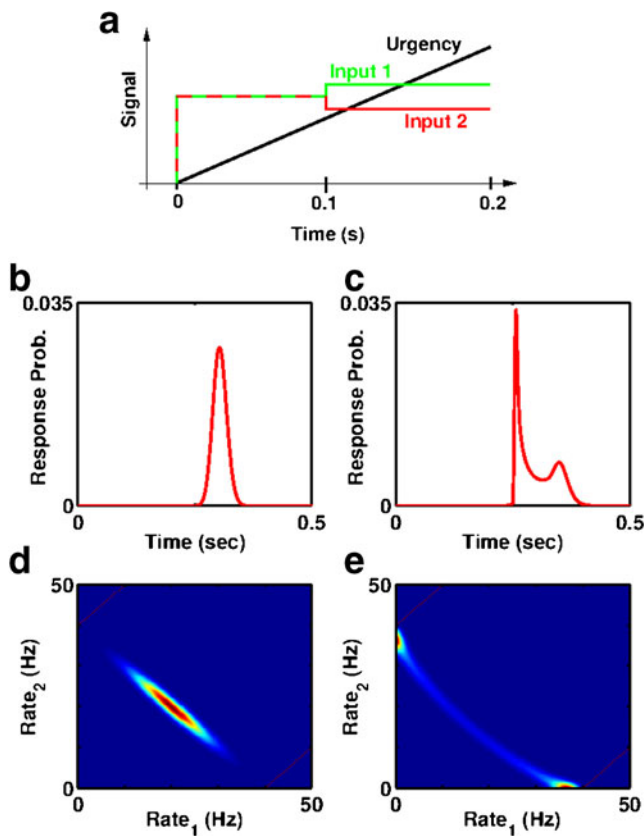 a
Signal
Urgency
Input 1
Input 2
0
0.1
0.2
Time (s)
b
0.035
Response Prob.
0
0
0.5
Time (sec)
c
0.035
Response Prob.
0
0
0.5
Time (sec)
d
50
Rate2 (Hz)
0
0
50
Rate1 (Hz)
e
50
Rate2 (Hz)
0
0
50
Rate1 (Hz)